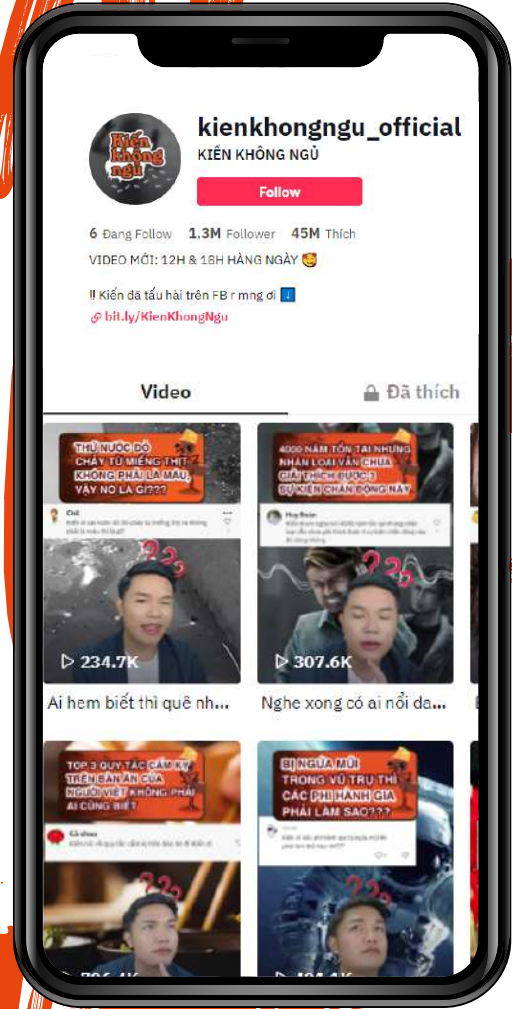 Kiến
không
ngủ
kienkhongngu_official
KIẾN KHÔNG NGỦ
Follow
6 Đang Follow 1.3M Follower 45M Thích
VIDEO MỚI: 12H & 18H HÀNG NGÀY 🥰
‼ Kiến đã tấu hài trên FB r mng ơi ⬇️
bit.ly/KienKhongNgu
Video
Đã thích
THỨ NƯỚC ĐỎ
CHẢY TỪ MIẾNG THỊT
KHÔNG PHẢI LÀ MÁU,
VẬY NÓ LÀ GÌ???
???
234.7K
Ai hem biết thì quê nh...
4000 NĂM TỒN TẠI NHƯNG
NHÂN LOẠI VẪN CHƯA
GIẢI THÍCH ĐƯỢC 3
SỰ KIỆN CHẤN ĐỘNG NÀY
Huy Đoàn
???
307.6K
Nghe xong có ai nổi da...
TOP 3 QUY TẮC CẤM KỴ
TRÊN BÀN ĂN CỦA
NGƯỜI VIỆT KHÔNG PHẢI
AI CŨNG BIẾT
???
BỊ NGỨA MŨI
TRONG VŨ TRỤ THÌ
CÁC PHI HÀNH GIA
PHẢI LÀM SAO???
???